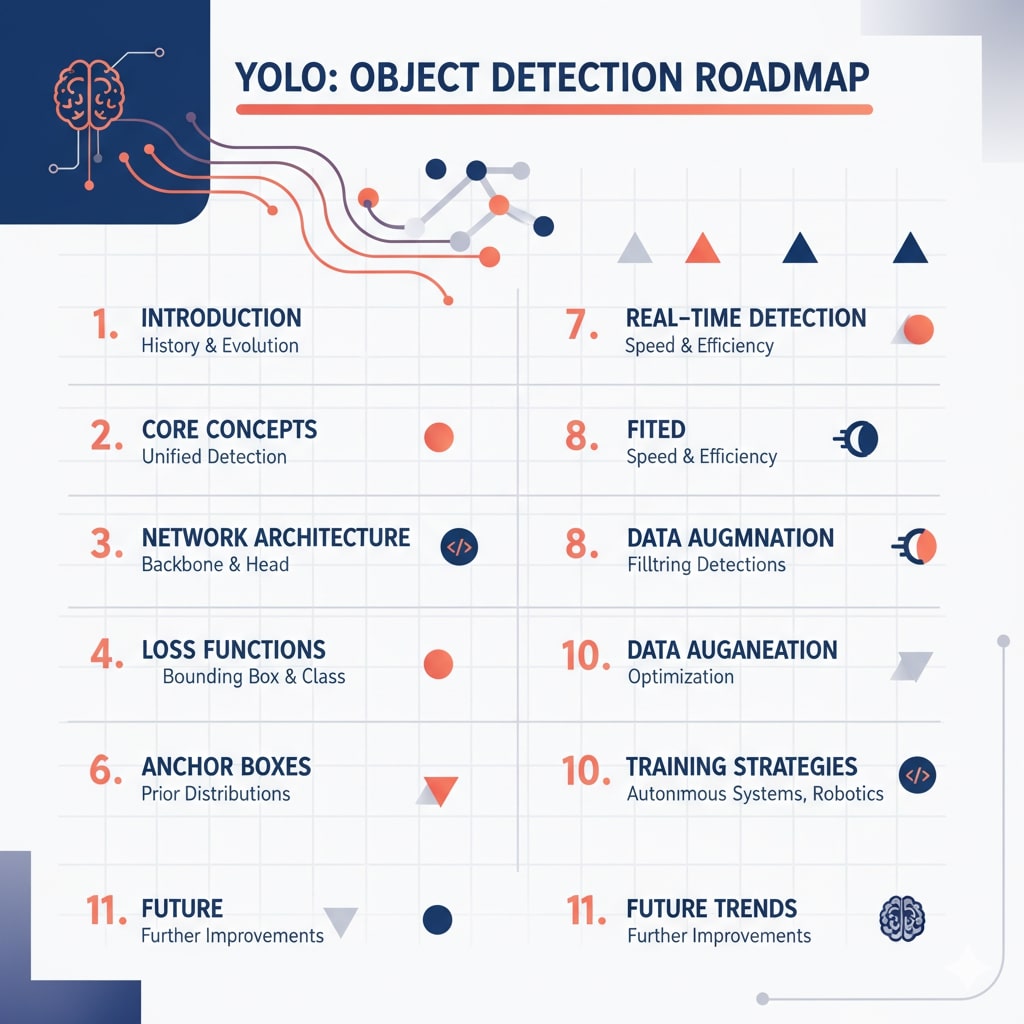 YOLO: OBJECT DETECTION ROADMAP
1. INTRODUCTION
History & Evolution
2. CORE CONCEPTS
Unified Detection
3. NETWORK ARCHITECTURE
</>
Backbone & Head
4. LOSS FUNCTIONS
Bounding Box & Class
6. ANCHOR BOXES
Prior Distributions
11. FUTURE
Further Improvements
7. REAL-TIME DETECTION
Speed & Efficiency
8. FITED
Speed & Efficiency
8. DATA AUGMNATION
Filltring Detections
10. DATA AUGANEATION
Optimization
10. TRAINING STRATEGIES
</>
Autonmous Systems, Robotics
11. FUTURE TRENDS
Further Improvements